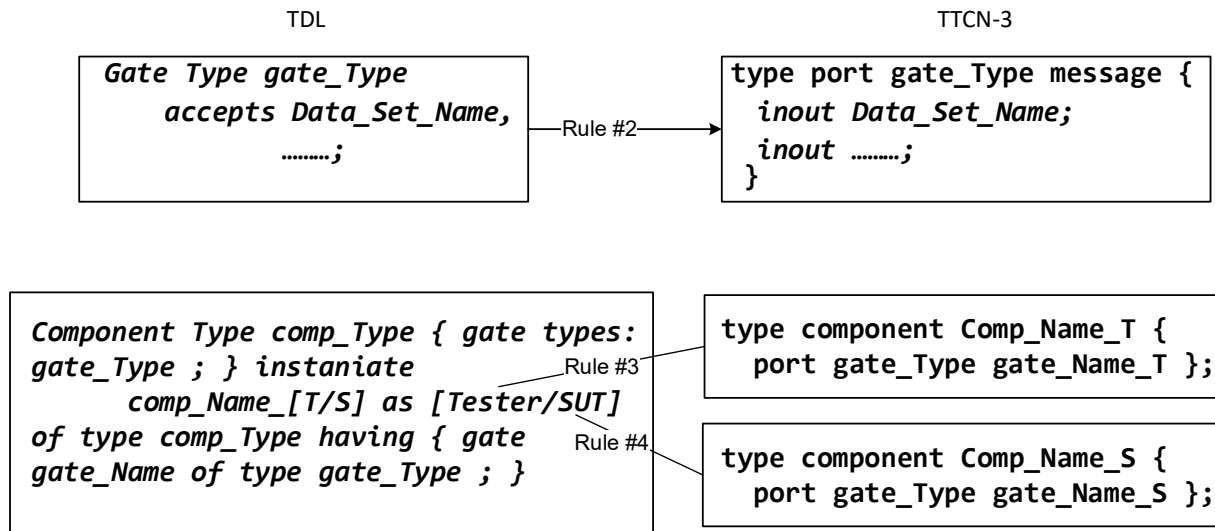 TDL
TTCN-3
Gate Type gate_Type
accepts Data_Set_Name,
………;
Rule #2
type port gate_Type message {
inout Data_Set_Name;
inout ………;
}
Component Type comp_Type { gate types:
gate_Type ; } instaniate
comp_Name_[T/S] as [Tester/SUT]
of type comp_Type having { gate
gate_Name of type gate_Type ; }
Rule #3
Rule #4
type component Comp_Name_T {
port gate_Type gate_Name_T };
type component Comp_Name_S {
port gate_Type gate_Name_S };